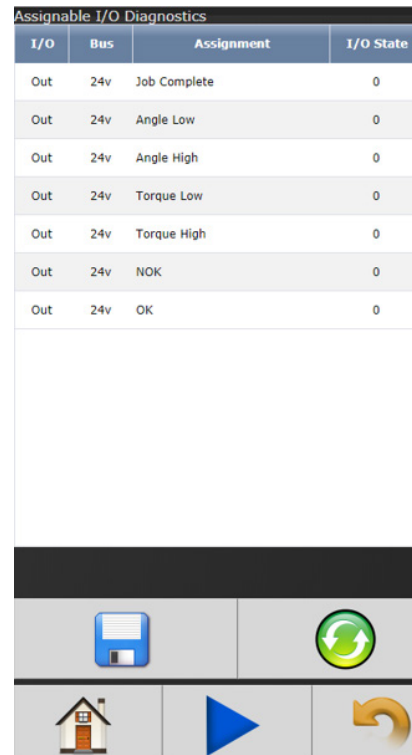 Assignable I/O Diagnostics
I/O Bus Assignment I/O State
Out 24v Job Complete 0
Out 24v Angle Low 0
Out 24v Angle High 0
Out 24v Torque Low 0
Out 24v Torque High 0
Out 24v NOK 0
Out 24v OK 0